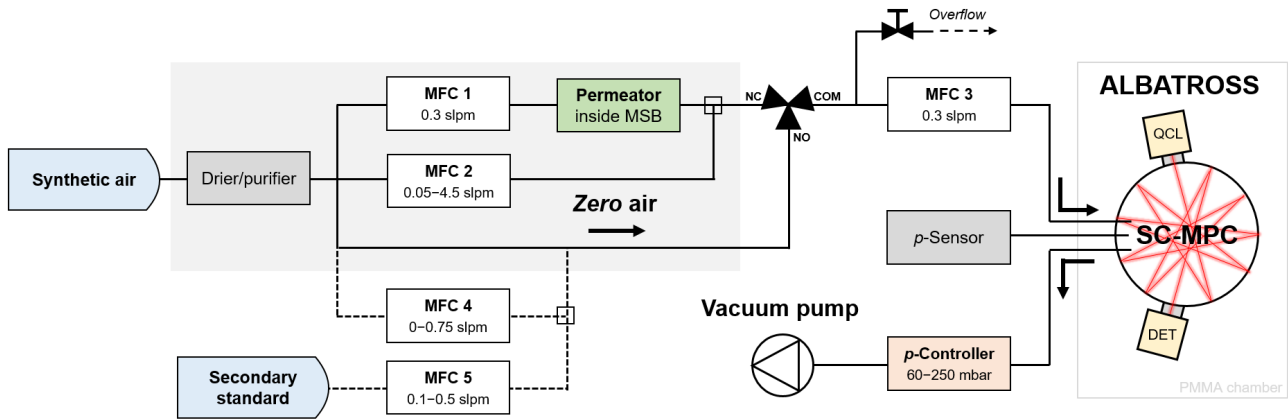 Overflow
MFC 1
0.3 slpm
Permeator
inside MSB
NC
COM
NO
MFC 3
0.3 slpm
ALBATROSS
QCL
Synthetic air
Drier/purifier
MFC 2
0.05−4.5 slpm
Zero air
p-Sensor
SC-MPC
MFC 4
0−0.75 slpm
Vacuum pump
DET
p-Controller
60−250 mbar
Secondary
standard
MFC 5
0.1−0.5 slpm
PMMA chamber